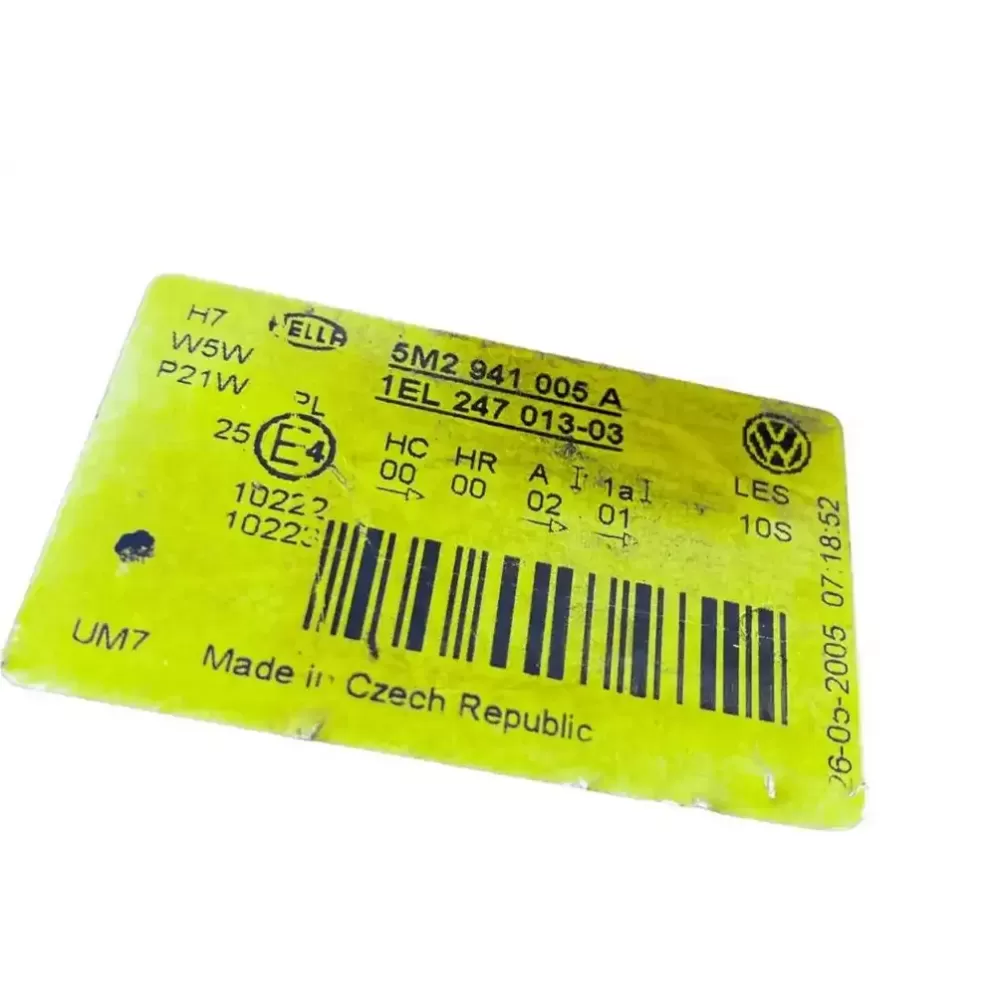 H7
W5W
P21W
HELLA
5M2 941 005 A
1EL 247 013-03
PL
25 E4
HC HR A 1a
00 00 02 01
10222
10223
LES
10S
UM7
Made in Czech Republic
26-05-2005 07:18:52